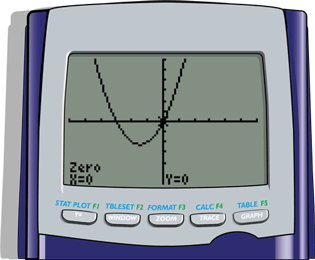 Zero
X=0 Y=0
STAT PLOT F1 TBLSET F2 FORMAT F3 CALC F4 TABLE F5
Y= WINDOW ZOOM TRACE GRAPH